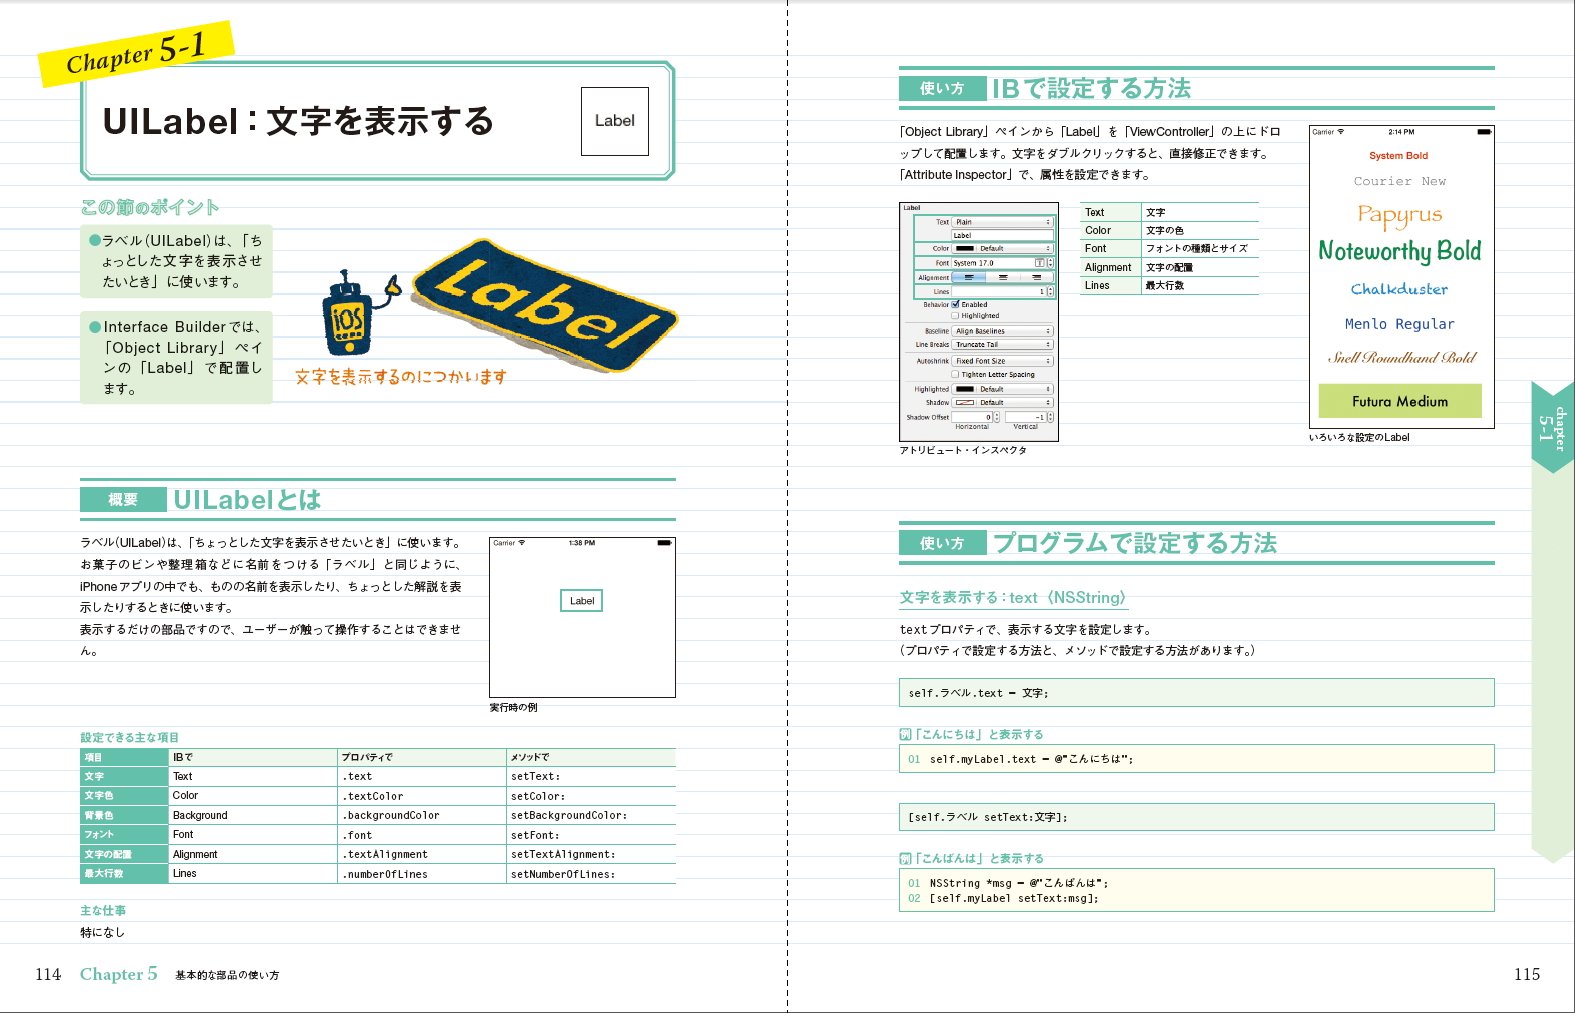 Chapter 5-1
UILabel：文字を表示する
Label
この節のポイント
●ラベル（UILabel）は、「ち
ょっとした文字を表示させ
たいとき」に使います。
●Interface Builderでは、
「Object Library」ペイ
ンの「Label」で配置し
ます。
iOS
Label
文字を表示するのにつかいます
概要 UILabelとは
ラベル（UILabel）は、「ちょっとした文字を表示させたいとき」に使います。
お菓子のビンや整理箱などに名前をつける「ラベル」と同じように、
iPhoneアプリの中でも、ものの名前を表示したり、ちょっとした解説を表
示したりするときに使います。
表示するだけの部品ですので、ユーザーが触って操作することはできませ
ん。
Carrier 1:38 PM
Label
実行時の例
設定できる主な項目
項目 IBで プロパティで メソッドで
文字 Text .text setText:
文字色 Color .textColor setColor:
背景色 Background .backgroundColor setBackgroundColor:
フォント Font .font setFont:
文字の配置 Alignment .textAlignment setTextAlignment:
最大行数 Lines .numberOfLines setNumberOfLines:
主な仕事
特になし
114 Chapter 5 基本的な部品の使い方
使い方 IBで設定する方法
「Object Library」ペインから「Label」を「ViewController」の上にドロ
ップして配置します。文字をダブルクリックすると、直接修正できます。
「Attribute Inspector」で、属性を設定できます。
Label
Text Plain
Label
Color Default
Font System 17.0
Alignment
Lines 1
Behavior Enabled
Highlighted
Baseline Align Baselines
Line Breaks Truncate Tail
Autoshrink Fixed Font Size
Tighten Letter Spacing
Highlighted Default
Shadow Default
Shadow Offset 0 -1
Horizontal Vertical
アトリビュート・インスペクタ
Text 文字
Color 文字の色
Font フォントの種類とサイズ
Alignment 文字の配置
Lines 最大行数
Carrier 2:14 PM
System Bold
Courier New
Papyrus
Noteworthy Bold
Chalkduster
Menlo Regular
Snell Roundhand Bold
Futura Medium
いろいろな設定のLabel
chapter
5-1
使い方 プログラムで設定する方法
文字を表示する：text〈NSString〉
textプロパティで、表示する文字を設定します。
（プロパティで設定する方法と、メソッドで設定する方法があります。）
self.ラベル.text = 文字;
例「こんにちは」と表示する
01 self.myLabel.text = @"こんにちは";
[self.ラベル setText:文字];
例「こんばんは」と表示する
01 NSString *msg = @"こんばんは";
02 [self.myLabel setText:msg];
115